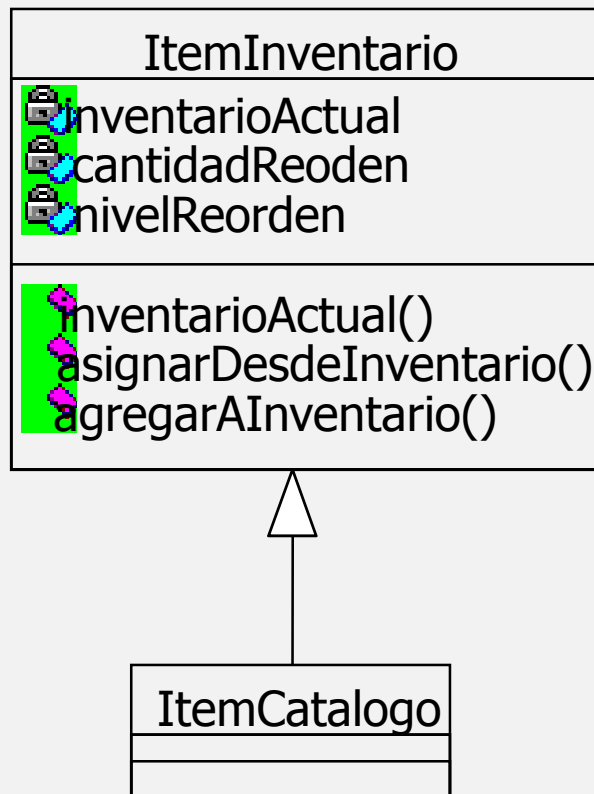 ItemInventario
inventarioActual
cantidadReoden
nivelReorden
inventarioActual()
asignarDesdeInventario()
agregarAInventario()
ItemCatalogo